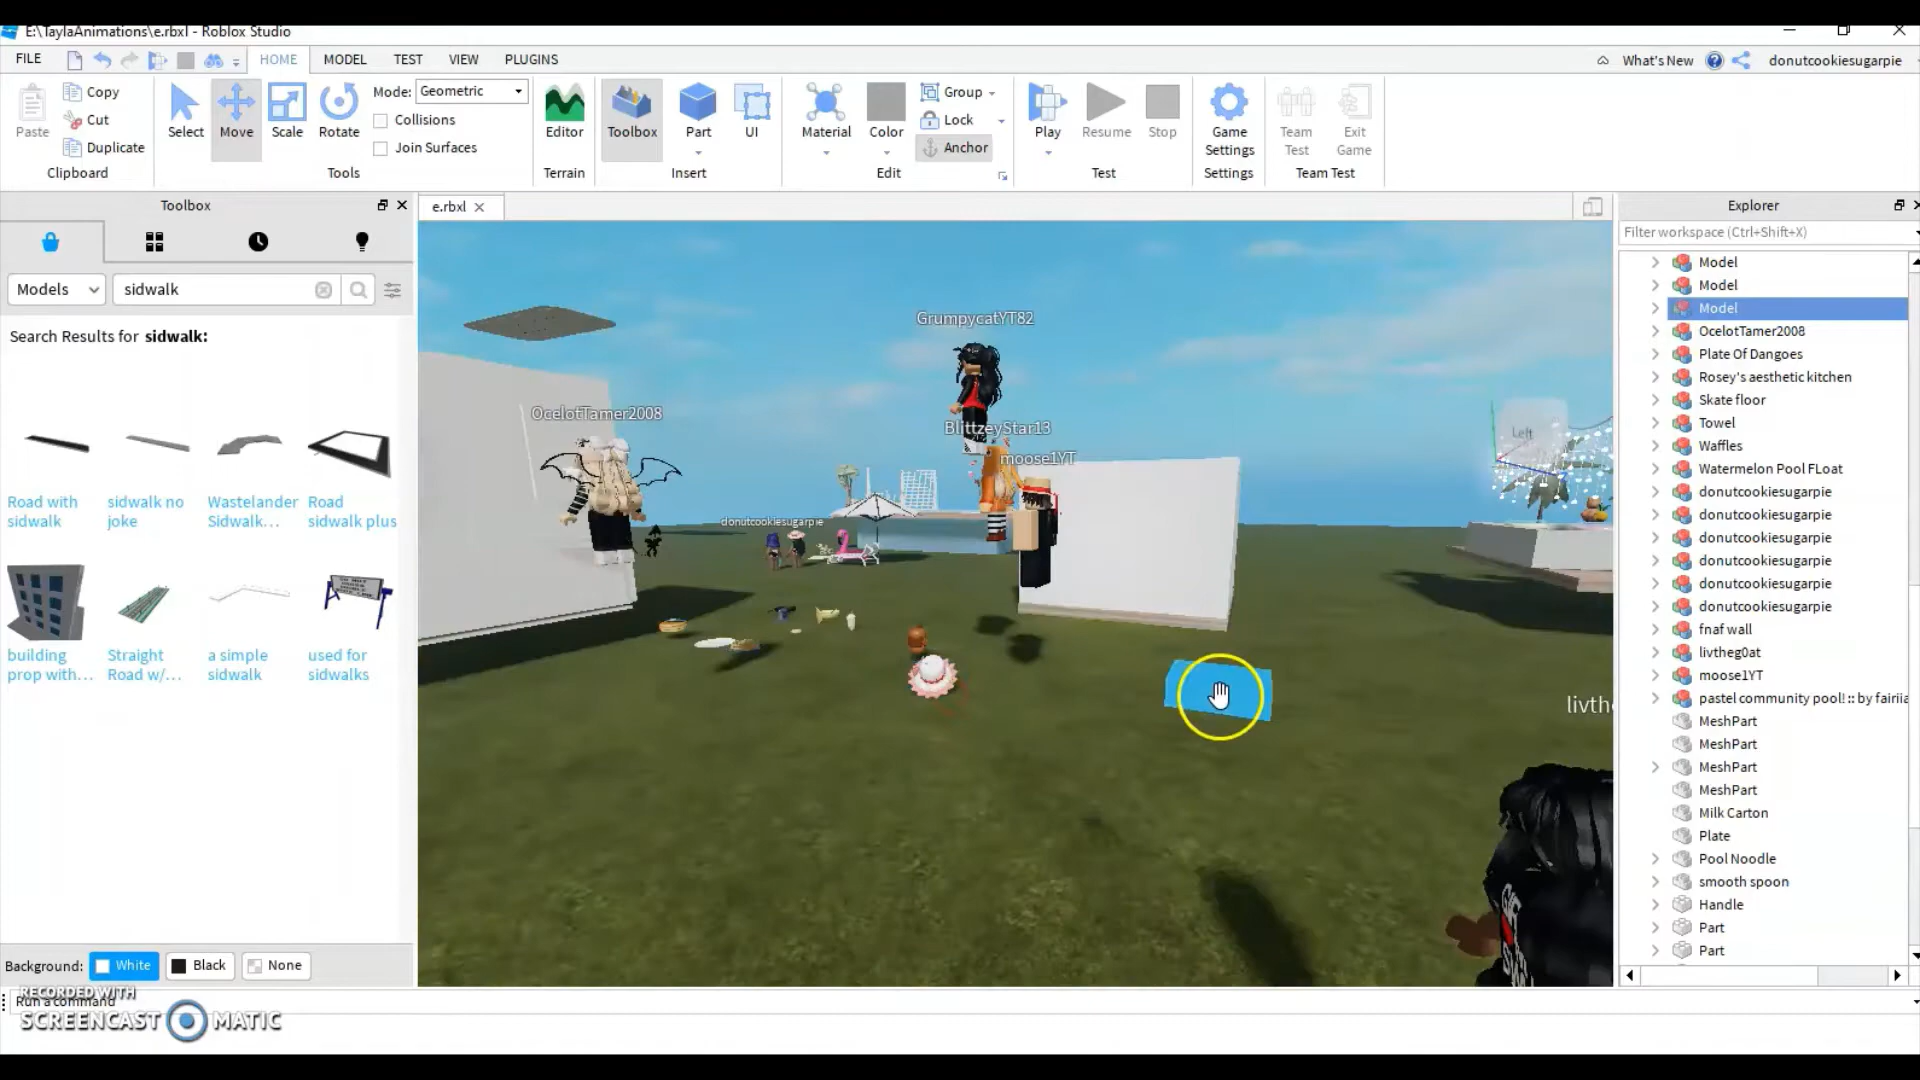 E:\TaylaAnimations\e.rbxl - Roblox Studio
FILE HOME MODEL TEST VIEW PLUGINS What's New donutcookiesugarpie
Paste Copy Cut Duplicate Clipboard
Select Move Scale Rotate Mode: Geometric Collisions Join Surfaces Tools
Editor Terrain
Toolbox Part UI Insert
Material Color Group Lock Anchor Edit
Play Resume Stop Test
Game Settings Settings
Team Test Exit Game Team Test
Toolbox
Models sidwalk
Search Results for sidwalk:
Road with sidwalk
sidwalk no joke
Wastelander Sidwalk...
Road sidwalk plus
building prop with...
Straight Road w/...
a simple sidwalk
used for sidwalks
Background: White Black None
Run a command
RECORDED WITH
SCREENCAST MATIC
e.rbxl
GrumpycatYT82
OcelotTamer2008
BlittzeyStar13
moose1YT
donutcookiesugarpie
Left
livthe
Explorer
Filter workspace (Ctrl+Shift+X)
Model
Model
Model
OcelotTamer2008
Plate Of Dangoes
Rosey's aesthetic kitchen
Skate floor
Towel
Waffles
Watermelon Pool FLoat
donutcookiesugarpie
donutcookiesugarpie
donutcookiesugarpie
donutcookiesugarpie
donutcookiesugarpie
donutcookiesugarpie
fnaf wall
livtheg0at
moose1YT
pastel community pool! :: by fairiia
MeshPart
MeshPart
MeshPart
MeshPart
Milk Carton
Plate
Pool Noodle
smooth spoon
Handle
Part
Part